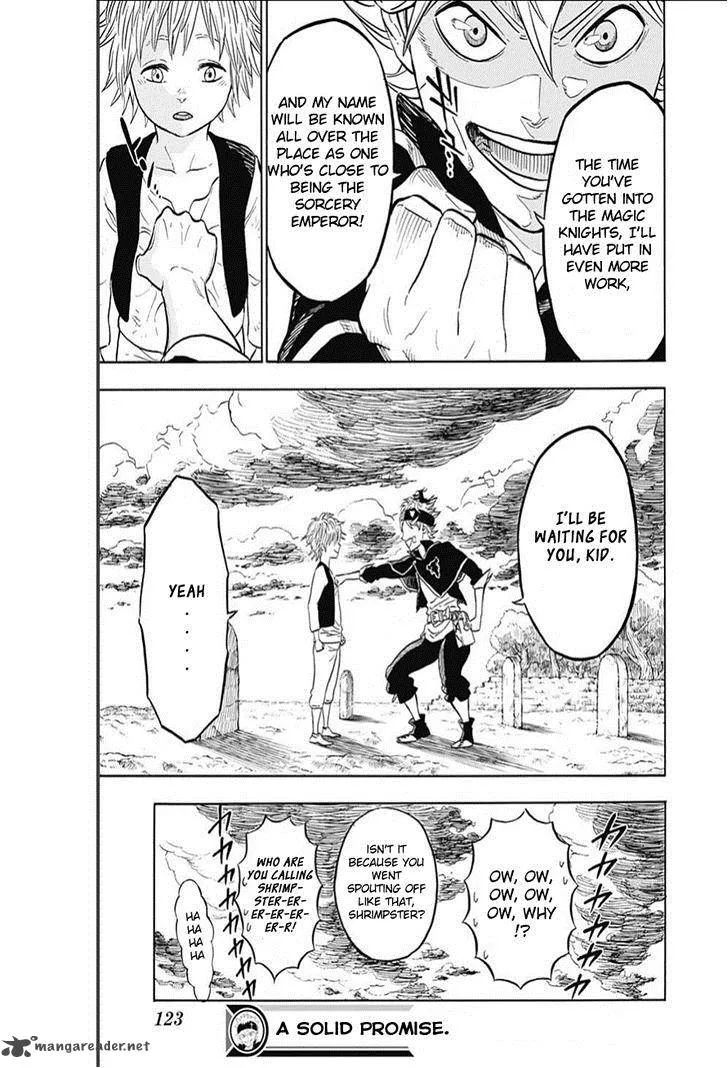 THE TIME
YOU'VE
GOTTEN INTO
THE MAGIC
KNIGHTS, I'LL
HAVE PUT IN
EVEN MORE
WORK,
AND MY NAME
WILL BE KNOWN
ALL OVER THE
PLACE AS ONE
WHO'S CLOSE TO
BEING THE
SORCERY
EMPEROR!
I'LL BE
WAITING FOR
YOU, KID.
YEAH
.
.
.
.
.
OW, OW,
OW, OW,
OW, WHY
!?
ISN'T IT
BECAUSE YOU
WENT
SPOUTING OFF
LIKE THAT,
SHRIMPSTER?
WHO ARE
YOU CALLING
SHRIMP-
STER-ER-
ER-ER-ER-
ER-R!
HA
HA
HA
HA
123
A SOLID PROMISE.
mangareader.net